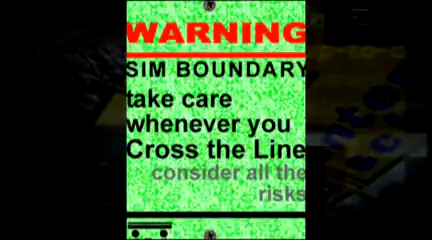 WARNING
SIM BOUNDARY
take care
whenever you
Cross the Line
consider all the
risks